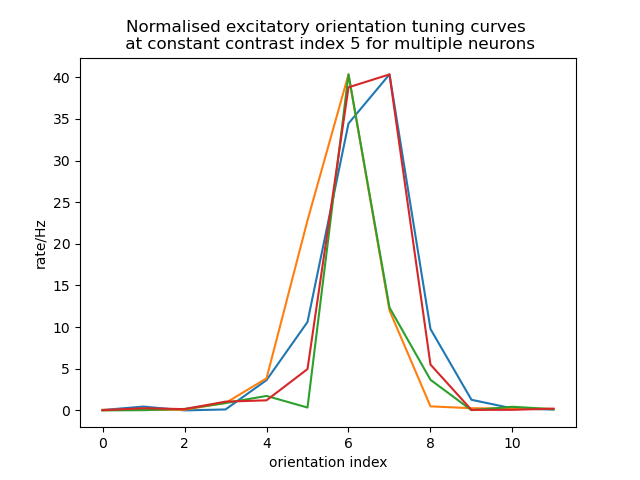 Normalised excitatory orientation tuning curves
at constant contrast index 5 for multiple neurons
40
35
30
25
20
15
10
5
0
rate/Hz
0 2 4 6 8 10
orientation index